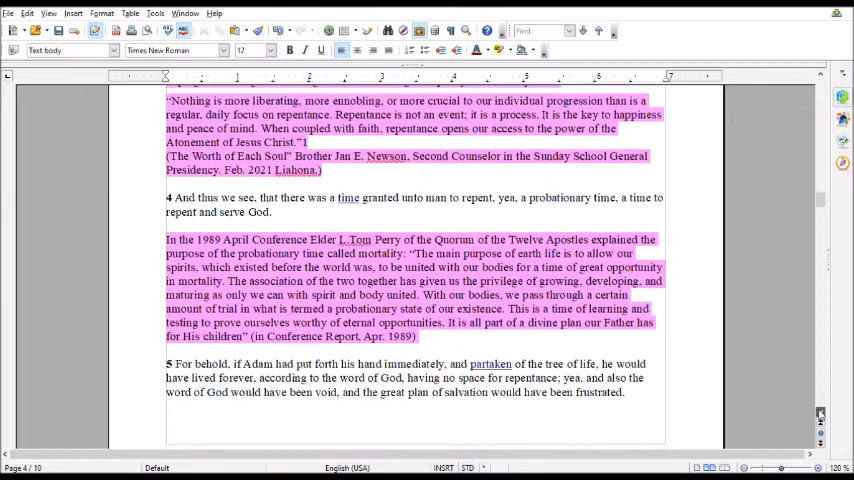 File Edit View Insert Format Table Tools Window Help
Find
Text body Times New Roman 12
1 2 3 4 5 6 7
“Nothing is more liberating, more ennobling, or more crucial to our individual progression than is a
regular, daily focus on repentance. Repentance is not an event; it is a process. It is the key to happiness
and peace of mind. When coupled with faith, repentance opens our access to the power of the
Atonement of Jesus Christ.”1
(The Worth of Each Soul” Brother Jan E. Newson, Second Counselor in the Sunday School General
Presidency. Feb. 2021 Liahona,)
4 And thus we see, that there was a time granted unto man to repent, yea, a probationary time, a time to
repent and serve God.
In the 1989 April Conference Elder L.Tom Perry of the Quorum of the Twelve Apostles explained the
purpose of the probationary time called mortality: “The main purpose of earth life is to allow our
spirits, which existed before the world was, to be united with our bodies for a time of great opportunity
in mortality. The association of the two together has given us the privilege of growing, developing, and
maturing as only we can with spirit and body united. With our bodies, we pass through a certain
amount of trial in what is termed a probationary state of our existence. This is a time of learning and
testing to prove ourselves worthy of eternal opportunities. It is all part of a divine plan our Father has
for His children” (in Conference Report, Apr. 1989)
5 For behold, if Adam had put forth his hand immediately, and partaken of the tree of life, he would
have lived forever, according to the word of God, having no space for repentance; yea, and also the
word of God would have been void, and the great plan of salvation would have been frustrated.
Page 4 / 10 Default English (USA) INSRT STD * 120 %